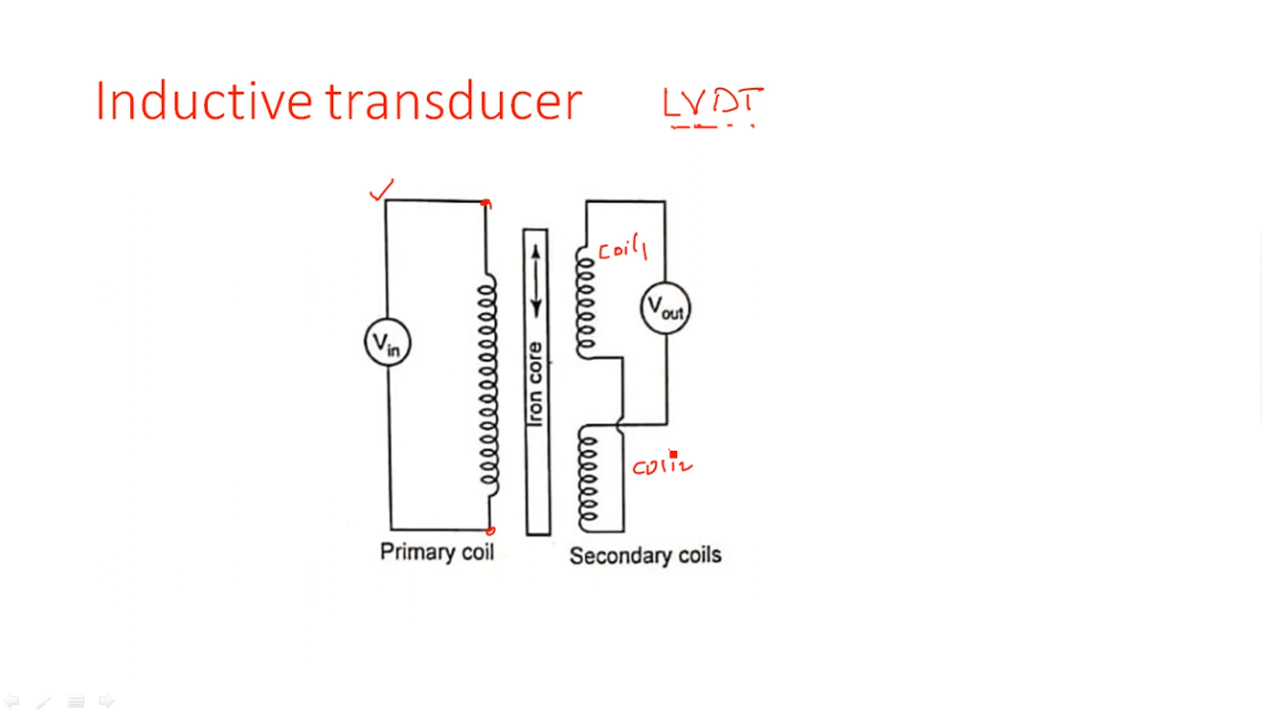 Inductive transducer LVDT
coil1
Vout
Vin
Iron core
coil2
Primary coil
Secondary coils